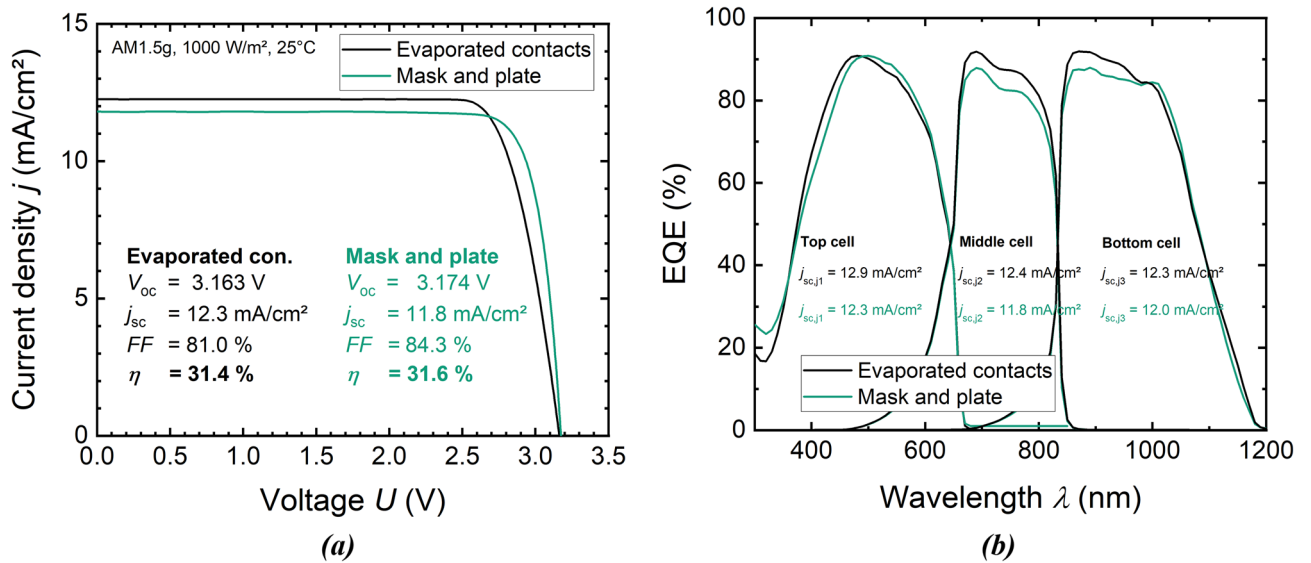 AM1.5g, 1000 W/m², 25°C
Evaporated contacts
Mask and plate
Evaporated con.
Voc = 3.163 V
jsc = 12.3 mA/cm²
FF = 81.0 %
η = 31.4 %
Mask and plate
Voc = 3.174 V
jsc = 11.8 mA/cm²
FF = 84.3 %
η = 31.6 %
Current density j (mA/cm²)
15
10
5
0
0.0 0.5 1.0 1.5 2.0 2.5 3.0 3.5
Voltage U (V)
(a)
EQE (%)
100
80
60
40
20
0
Top cell
jsc,j1 = 12.9 mA/cm²
jsc,j1 = 12.3 mA/cm²
Middle cell
jsc,j2 = 12.4 mA/cm²
jsc,j2 = 11.8 mA/cm²
Bottom cell
jsc,j3 = 12.3 mA/cm²
jsc,j3 = 12.0 mA/cm²
Evaporated contacts
Mask and plate
400 600 800 1000 1200
Wavelength λ (nm)
(b)